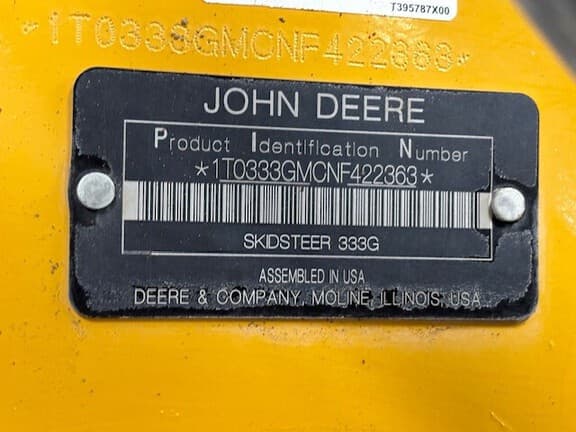 T395787X00
*1T0333GMCNF422363*
JOHN DEERE
Product Identification Number
*1T0333GMCNF422363*
SKIDSTEER 333G
ASSEMBLED IN USA
DEERE & COMPANY, MOLINE, ILLINOIS, USA